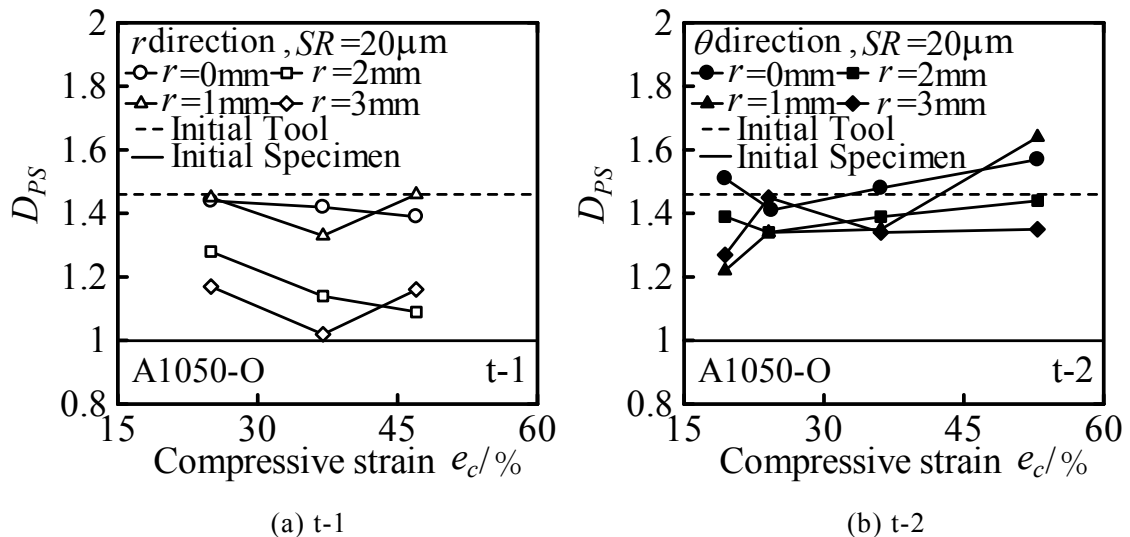 2
r direction , SR=20μm
1.8
r=0mm r=2mm
r=1mm r=3mm
Initial Tool
1.6
Initial Specimen
D_PS
1.4
1.2
1
A1050-O t-1
0.8
15 30 45 60
Compressive strain e_c/%
(a) t-1
2
θ direction , SR=20μm
1.8
r=0mm r=2mm
r=1mm r=3mm
Initial Tool
1.6
Initial Specimen
D_PS
1.4
1.2
1
A1050-O t-2
0.8
15 30 45 60
Compressive strain e_c/%
(b) t-2